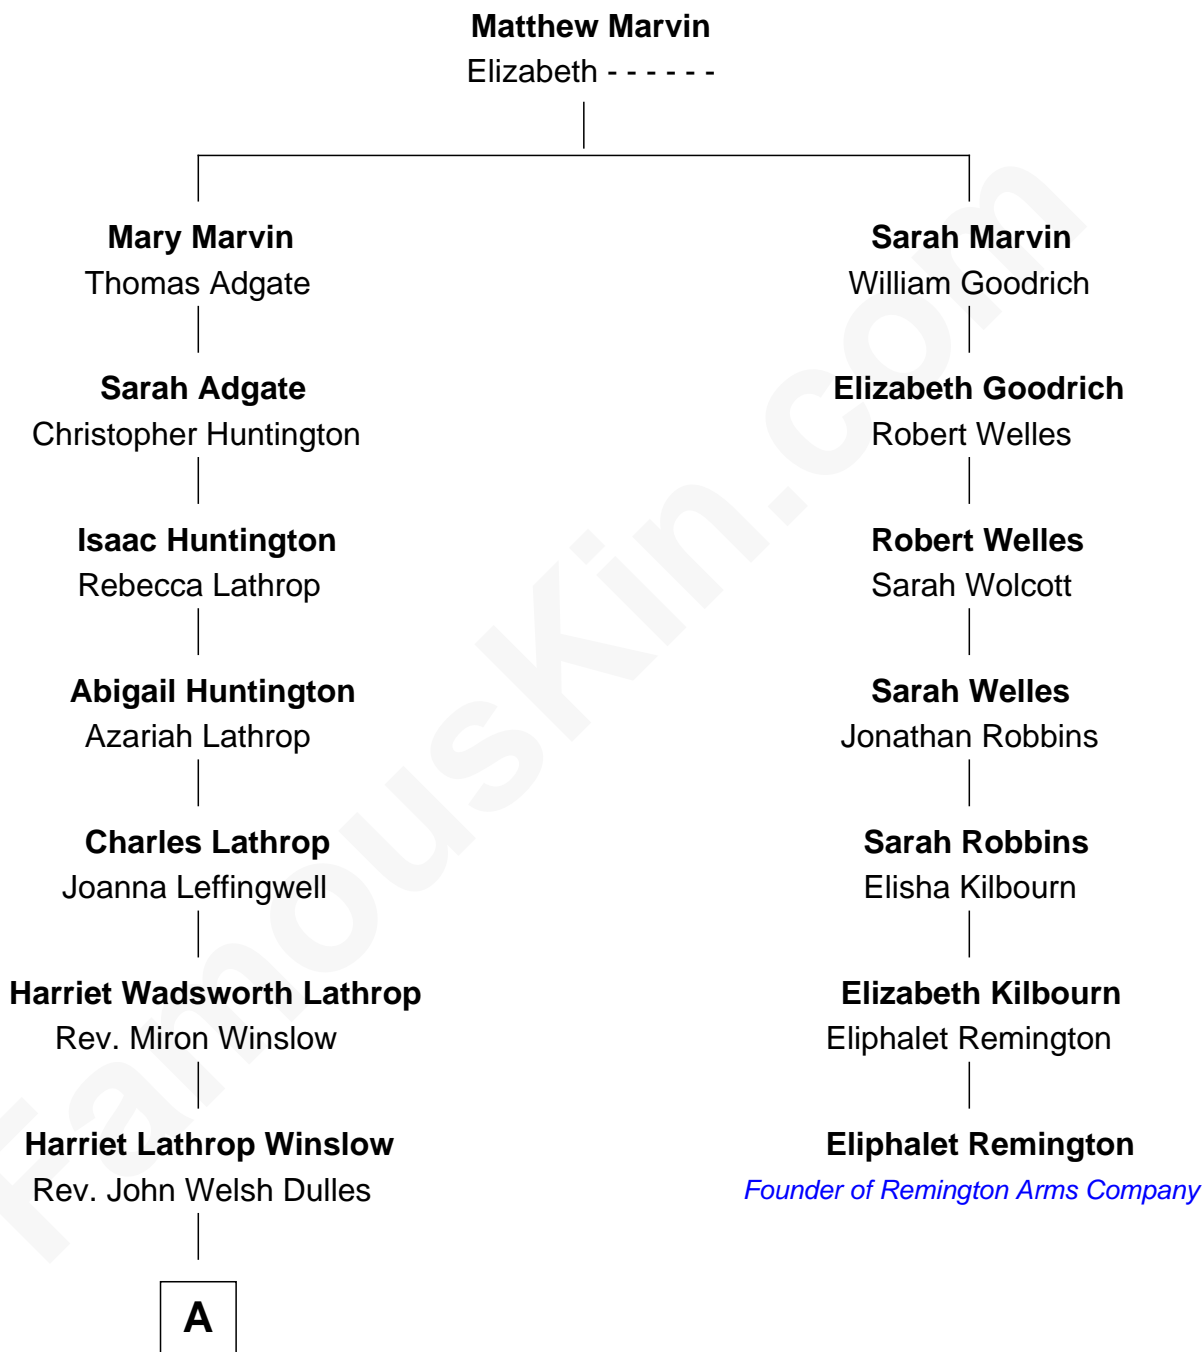 Matthew Marvin
Elizabeth - - - - - -
Mary Marvin
Thomas Adgate
Sarah Adgate
Christopher Huntington
Isaac Huntington
Rebecca Lathrop
Abigail Huntington
Azariah Lathrop
Charles Lathrop
Joanna Leffingwell
Harriet Wadsworth Lathrop
Rev. Miron Winslow
Harriet Lathrop Winslow
Rev. John Welsh Dulles
A
Sarah Marvin
William Goodrich
Elizabeth Goodrich
Robert Welles
Robert Welles
Sarah Wolcott
Sarah Welles
Jonathan Robbins
Sarah Robbins
Elisha Kilbourn
Elizabeth Kilbourn
Eliphalet Remington
Eliphalet Remington
Founder of Remington Arms Company
FamousKin.com